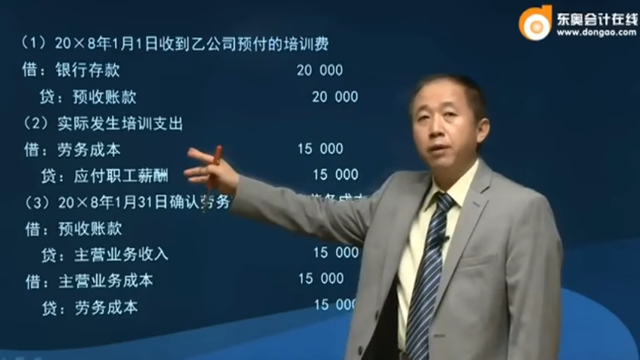 东奥会计在线
www.dongao.com
(1)20×8年1月1日收到乙公司预付的培训费
借:银行存款 20 000
贷:预收账款 20 000
(2)实际发生培训支出
借:劳务成本 15 000
贷:应付职工薪酬 15 000
(3)20×8年1月31日确认劳务 务成本
借:预收账款
贷:主营业务收入 15 000
借:主营业务成本 15 000
贷:劳务成本 15 000